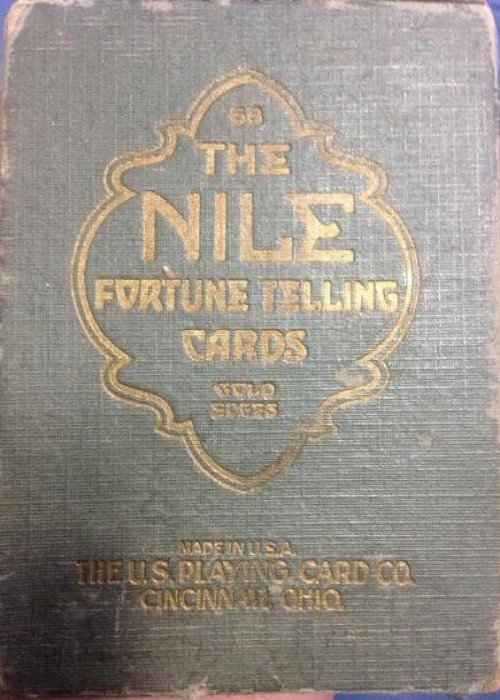 68
THE
NILE
FORTUNE TELLING
CARDS
GOLD
EDGES
MADE IN U.S.A.
THE U.S. PLAYING CARD CO.
CINCINNATI, OHIO.